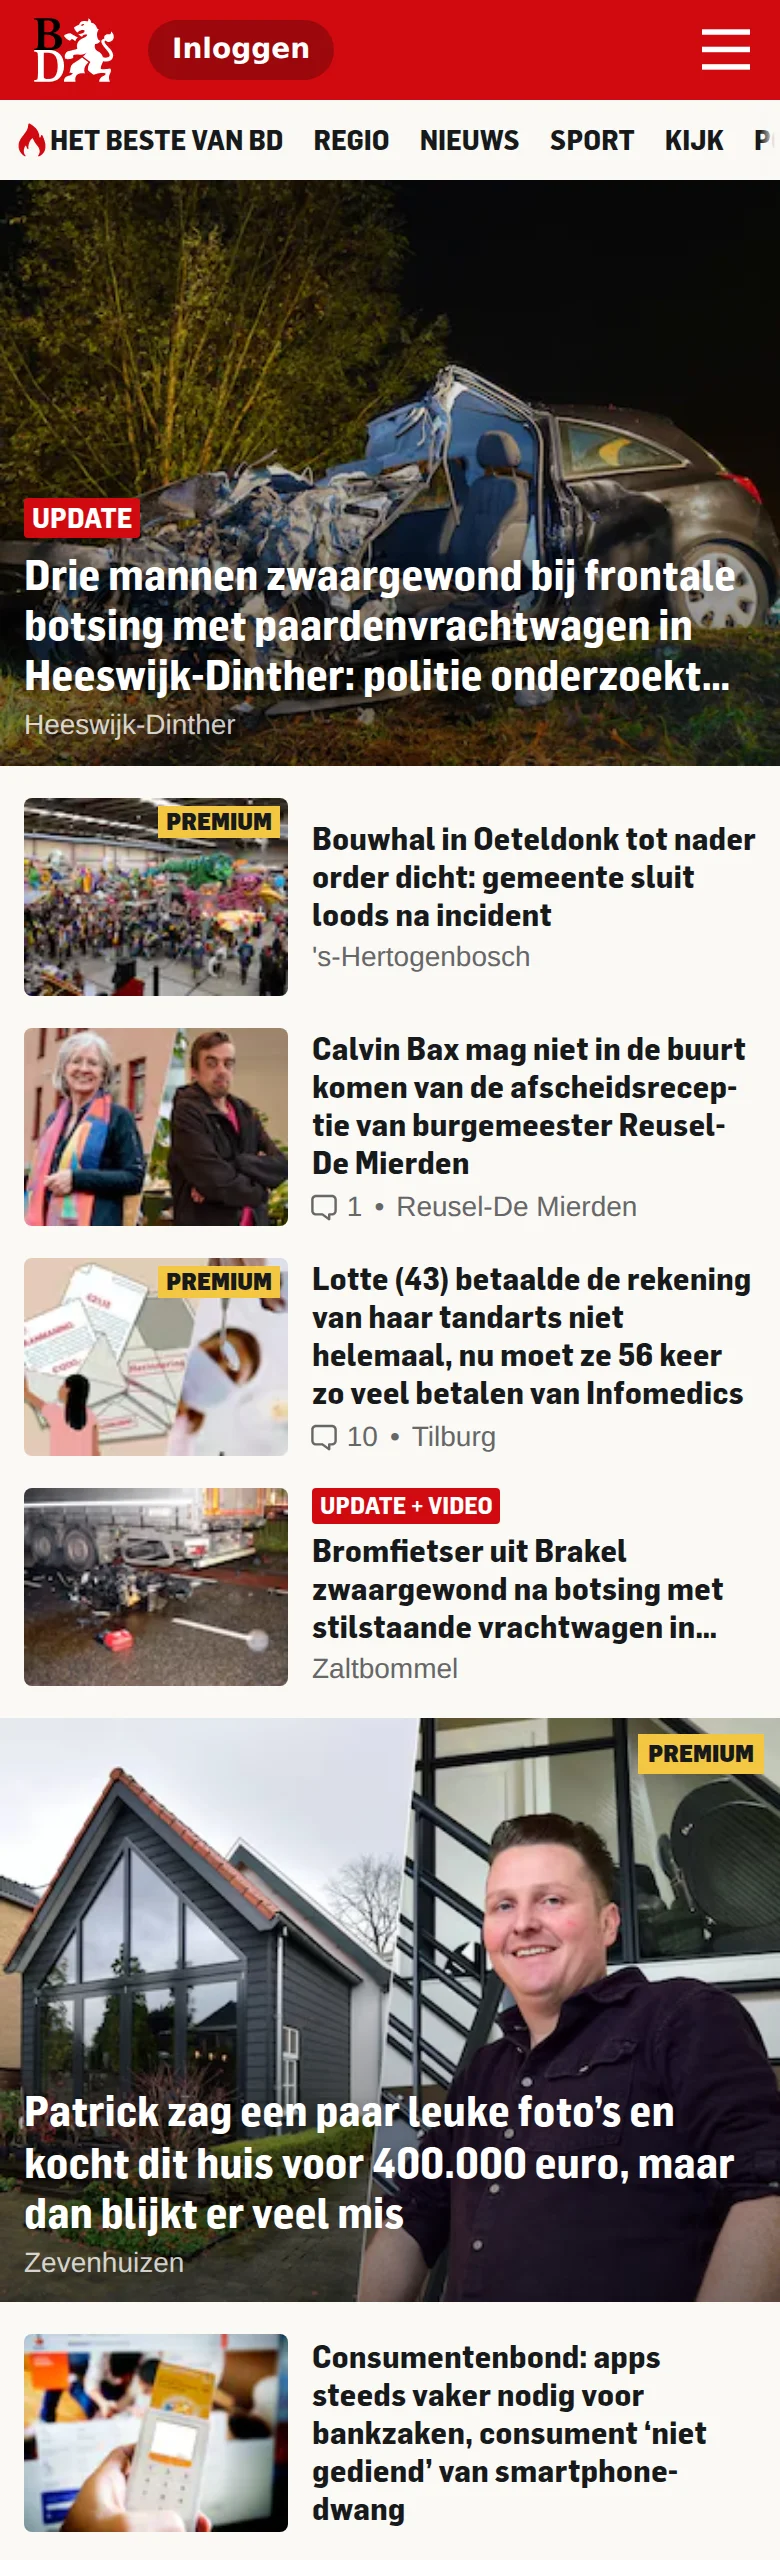 B
D
Inloggen
HET BESTE VAN BD REGIO NIEUWS SPORT KIJK
UPDATE
Drie mannen zwaargewond bij frontale
botsing met paardenvrachtwagen in
Heeswijk-Dinther: politie onderzoekt...
Heeswijk-Dinther
PREMIUM
Bouwhal in Oeteldonk tot nader
order dicht: gemeente sluit
loods na incident
's-Hertogenbosch
Calvin Bax mag niet in de buurt
komen van de afscheidsrecep-
tie van burgemeester Reusel-
De Mierden
1 • Reusel-De Mierden
PREMIUM
Lotte (43) betaalde de rekening
van haar tandarts niet
helemaal, nu moet ze 56 keer
zo veel betalen van Infomedics
10 • Tilburg
UPDATE + VIDEO
Bromfietser uit Brakel
zwaargewond na botsing met
stilstaande vrachtwagen in...
Zaltbommel
PREMIUM
Patrick zag een paar leuke foto’s en
kocht dit huis voor 400.000 euro, maar
dan blijkt er veel mis
Zevenhuizen
Consumentenbond: apps
steeds vaker nodig voor
bankzaken, consument ‘niet
gediend’ van smartphone-
dwang